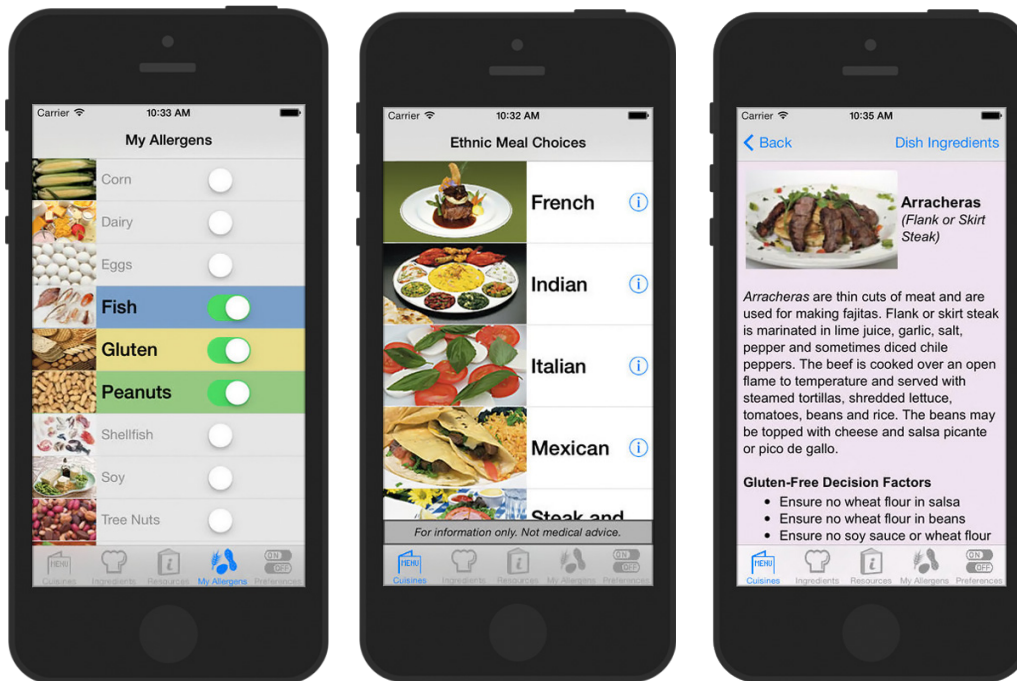 Carrier 10:33 AM
My Allergens
Corn
Dairy
Eggs
Fish
Gluten
Peanuts
Shellfish
Soy
Tree Nuts
MENU
ON
OFF
Cuisines Ingredients Resources My Allergens Preferences
Carrier 10:32 AM
Ethnic Meal Choices
French
Indian
Italian
Mexican
Steak and
For information only. Not medical advice.
MENU
ON
OFF
Cuisines Ingredients Resources My Allergens Preferences
Carrier 10:35 AM
Back Dish Ingredients
Arracheras
(Flank or Skirt
Steak)
Arracheras are thin cuts of meat and are
used for making fajitas. Flank or skirt steak
is marinated in lime juice, garlic, salt,
pepper and sometimes diced chile
peppers. The beef is cooked over an open
flame to temperature and served with
steamed tortillas, shredded lettuce,
tomatoes, beans and rice. The beans may
be topped with cheese and salsa picante
or pico de gallo.
Gluten-Free Decision Factors
• Ensure no wheat flour in salsa
• Ensure no wheat flour in beans
• Ensure no soy sauce or wheat flour
MENU
ON
OFF
Cuisines Ingredients Resources My Allergens Preferences